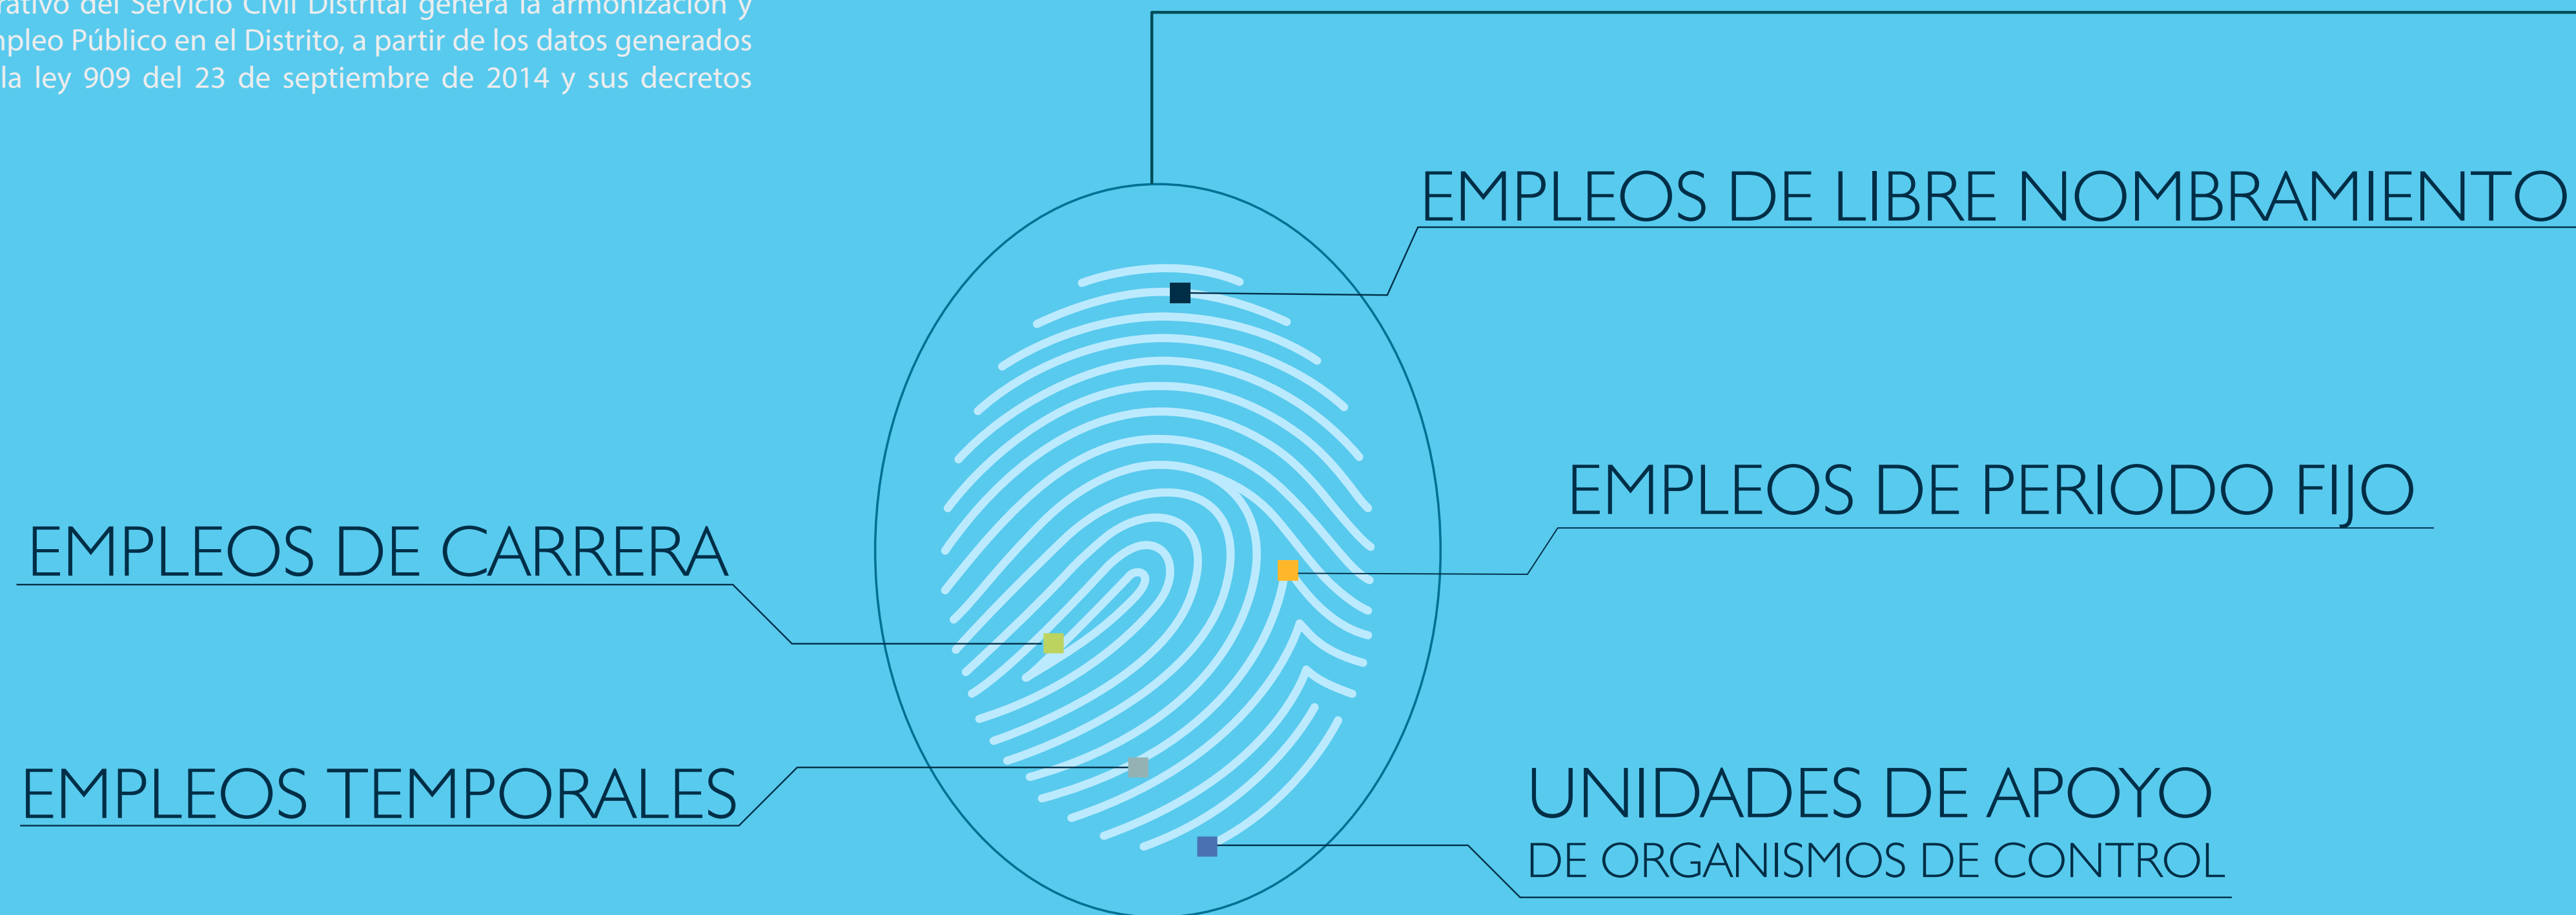 del Servicio Civil Distrital genera la armonización y
Público en el Distrito, a partir de los datos generados
la ley 909 del 23 de septiembre de 2014 y sus decretos
EMPLEOS DE LIBRE NOMBRAMIENTO
EMPLEOS DE PERIODO FIJO
EMPLEOS DE CARRERA
EMPLEOS TEMPORALES
UNIDADES DE APOYO
DE ORGANISMOS DE CONTROL